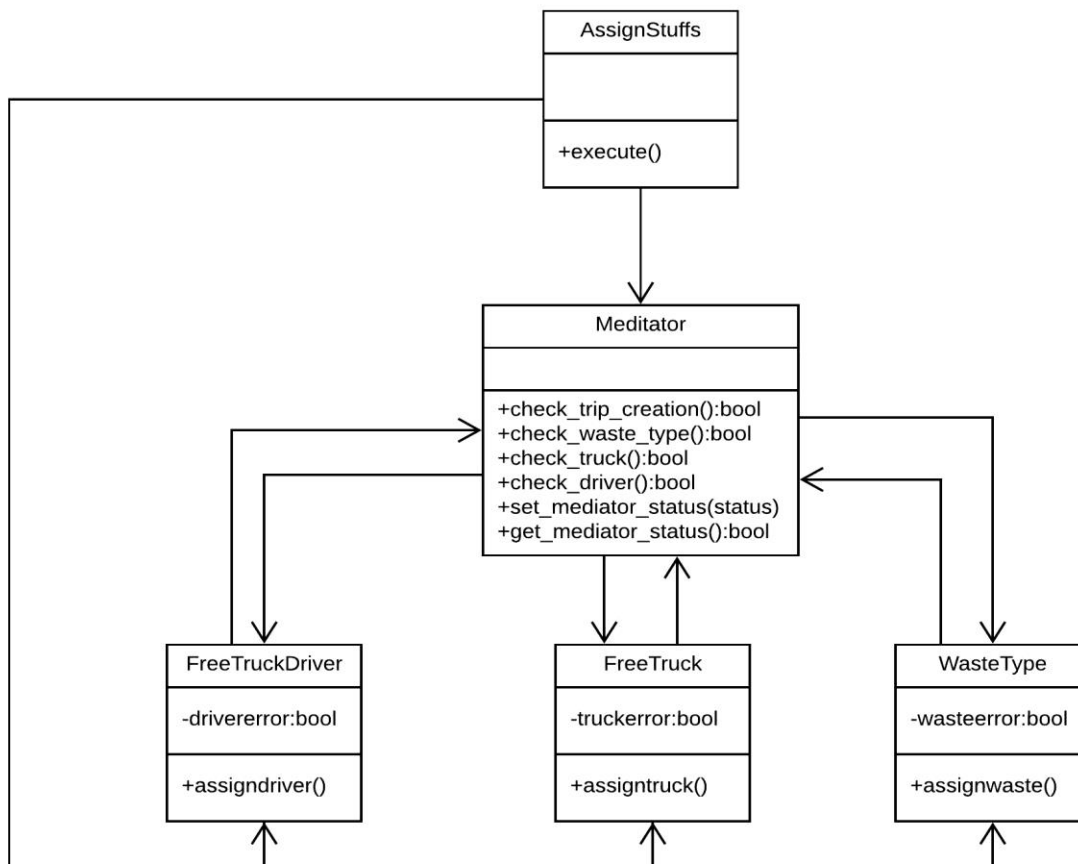 AssignStuffs
+execute()
Meditator
+check_trip_creation():bool
+check_waste_type():bool
+check_truck():bool
+check_driver():bool
+set_mediator_status(status)
+get_mediator_status():bool
FreeTruckDriver
-drivererror:bool
+assigndriver()
FreeTruck
-truckerror:bool
+assigntruck()
WasteType
-wasteerror:bool
+assignwaste()